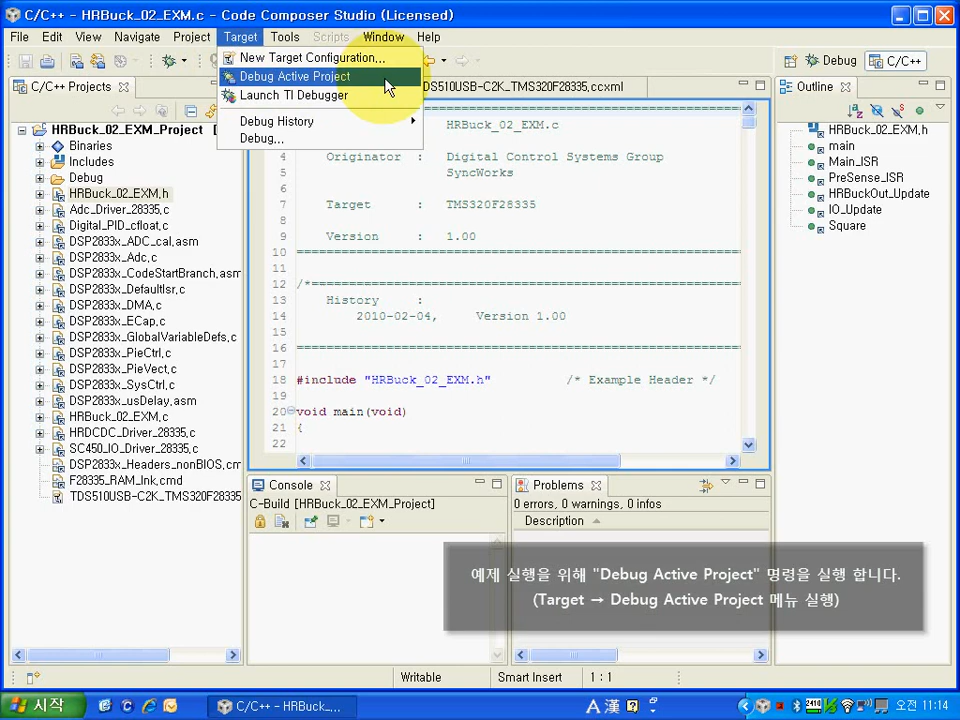 C/C++ - HRBuck_02_EXM.c - Code Composer Studio (Licensed)
File Edit View Navigate Project Target Tools Scripts Window Help
New Target Configuration...
Debug Active Project
Launch TI Debugger
Debug History
Debug...
Debug
C/C++
C/C++ Projects
HRBuck_02_EXM_Project
Binaries
Includes
Debug
HRBuck_02_EXM.h
Adc_Driver_28335.c
Digital_PID_cfloat.c
DSP2833x_ADC_cal.asm
DSP2833x_Adc.c
DSP2833x_CodeStartBranch.asm
DSP2833x_DefaultIsr.c
DSP2833x_DMA.c
DSP2833x_ECap.c
DSP2833x_GlobalVariableDefs.c
DSP2833x_PieCtrl.c
DSP2833x_PieVect.c
DSP2833x_SysCtrl.c
DSP2833x_usDelay.asm
HRBuck_02_EXM.c
HRDCDC_Driver_28335.c
SC450_IO_Driver_28335.c
DSP2833x_Headers_nonBIOS.cm
F28335_RAM_lnk.cmd
TDS510USB-C2K_TMS320F28335
DS510USB-C2K_TMS320F28335.ccxml
HRBuck_02_EXM.c
4 Originator : Digital Control Systems Group
5 SyncWorks
6
7 Target : TMS320F28335
8
9 Version : 1.00
10 ==========
11
12 /*==========
13 History :
14 2010-02-04, Version 1.00
15
16 ==========
17
18 #include "HRBuck_02_EXM.h" /* Example Header */
19
20 void main(void)
21 {
22
Outline
HRBuck_02_EXM.h
main
Main_ISR
PreSense_ISR
HRBuckOut_Update
IO_Update
Square
Console
C-Build [HRBuck_02_EXM_Project]
Problems
0 errors, 0 warnings, 0 infos
Description
예제 실행을 위해 "Debug Active Project" 명령을 실행 합니다.
(Target → Debug Active Project 메뉴 실행)
Writable Smart Insert 1 : 1
시작 C/C++ - HRBuck_... A 漢 2410 오전 11:14